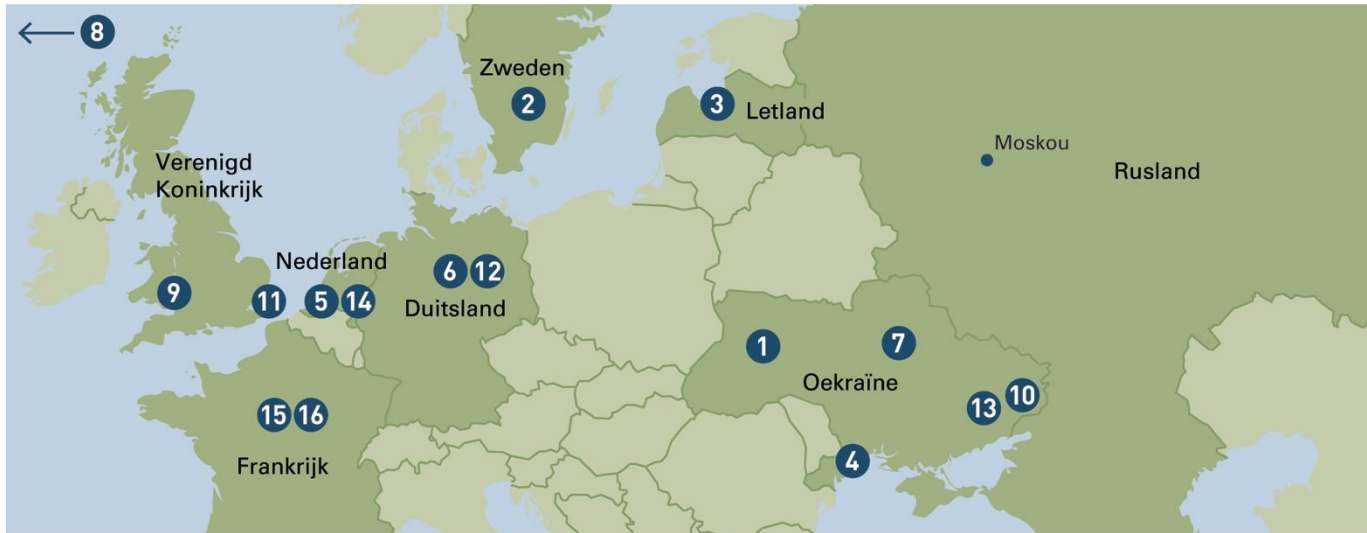 8
Zweden
2
3
Letland
Moskou
Rusland
Verenigd
Koninkrijk
Nederland
6
12
9
11
5
14
Duitsland
1
7
Oekraïne
10
13
15
16
Frankrijk
4